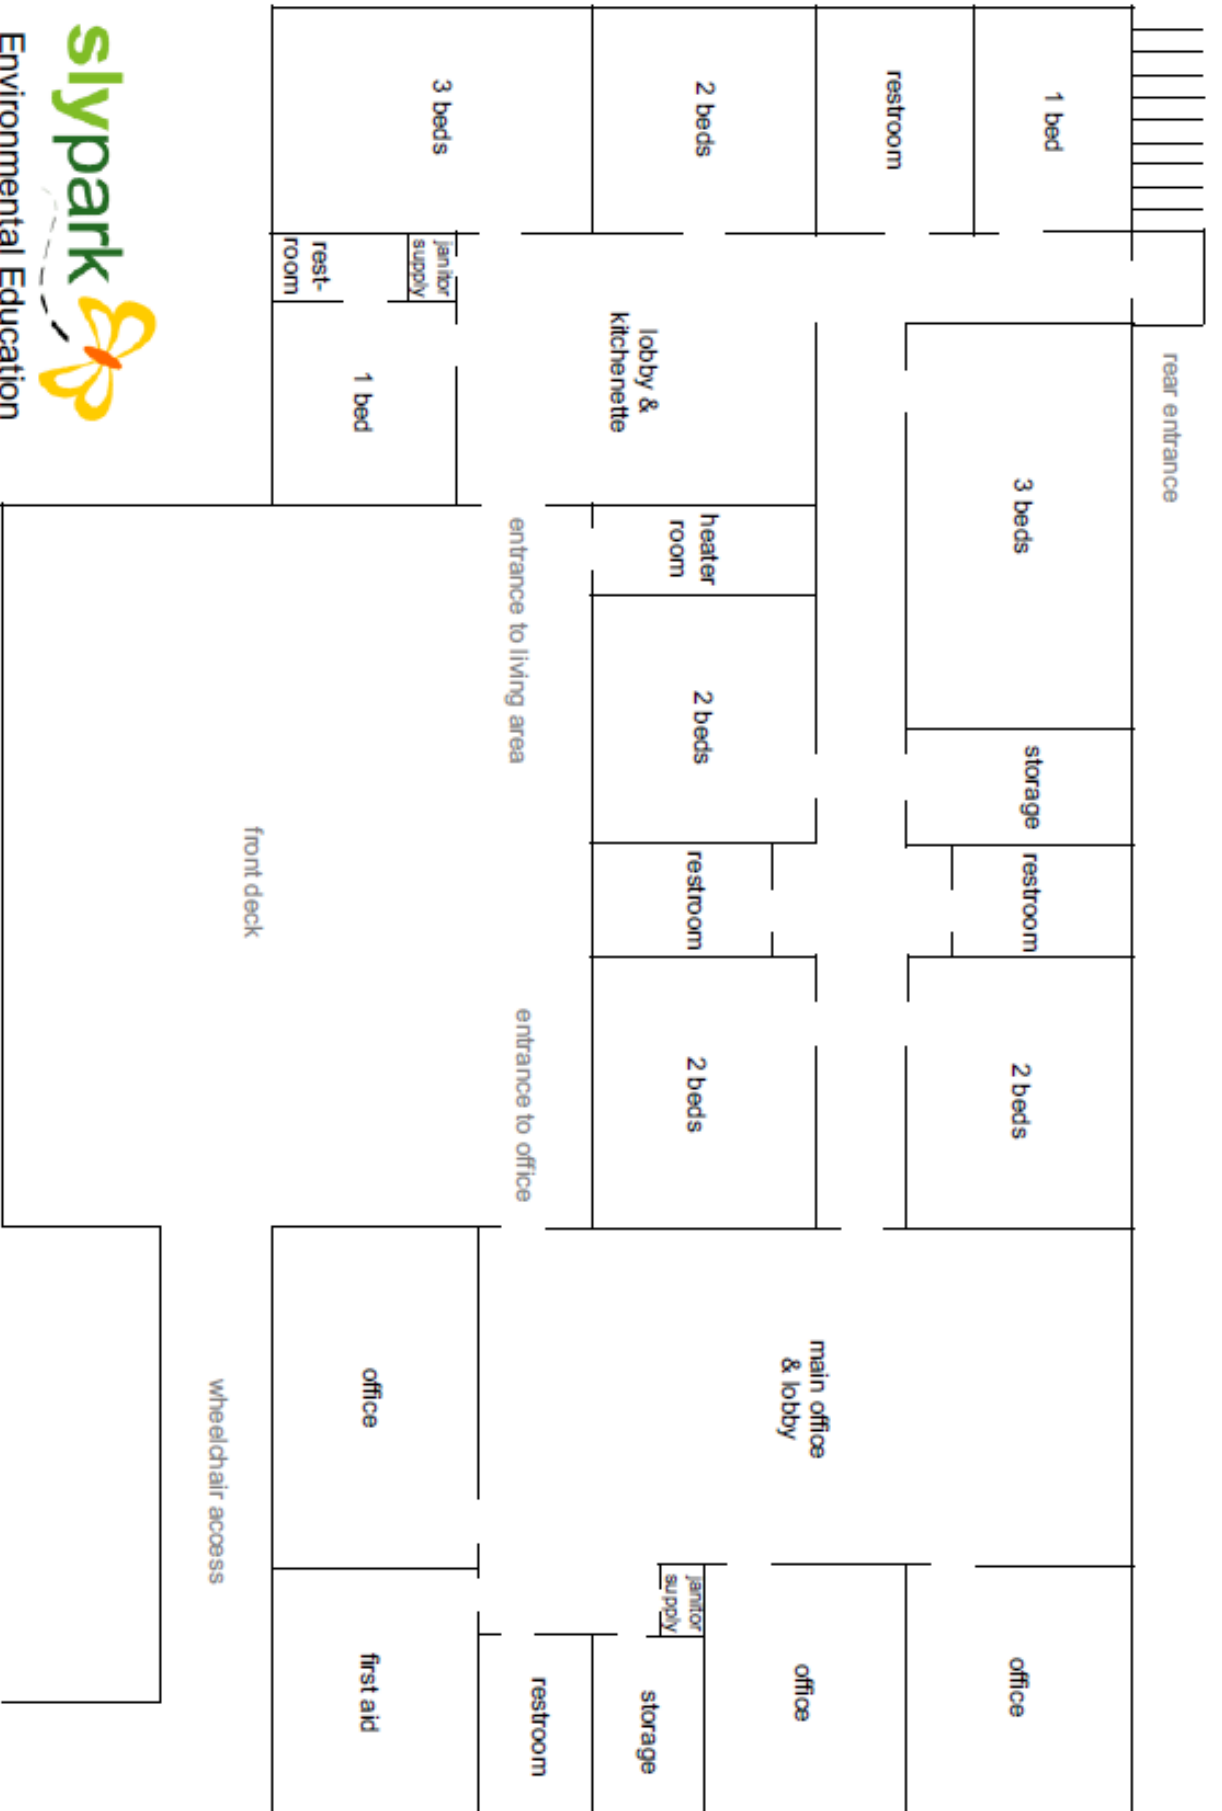 rear entrance
1 bed
3 beds
storage
restroom
2 beds
office
restroom
main office
& lobby
office
2 beds
heater
room
2 beds
restroom
2 beds
janitor
supply
lobby &
kitchenette
storage
restroom
entrance to living area
entrance to office
3 beds
janitor
supply
rest-
room
1 bed
office
first aid
front deck
wheelchair access
slypark
Environmental Education